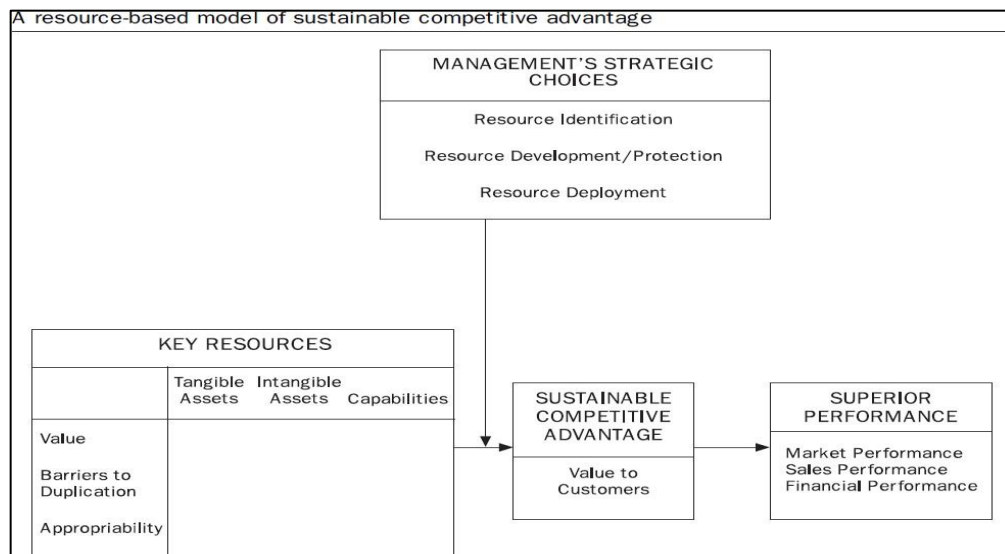 A resource-based model of sustainable competitive advantage
MANAGEMENT'S STRATEGIC
CHOICES
Resource Identification
Resource Development/Protection
Resource Deployment
KEY RESOURCES
Tangible Intangible
Assets Assets Capabilities
Value
Barriers to
Duplication
Appropriability
SUSTAINABLE
COMPETITIVE
ADVANTAGE
Value to
Customers
SUPERIOR
PERFORMANCE
Market Performance
Sales Performance
Financial Performance